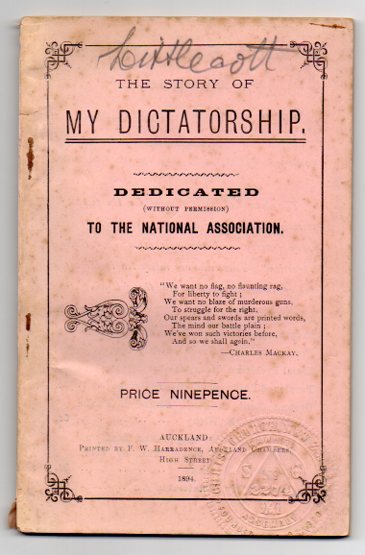 Littlecott
THE STORY OF
MY DICTATORSHIP.
DEDICATED
(WITHOUT PERMISSION)
TO THE NATIONAL ASSOCIATION.
"We want no flag, no flaunting rag,
For liberty to fight;
We want no blaze of murderous guns,
To struggle for the right.
Our spears and swords are printed words,
The mind our battle plain;
We've won such victories before,
And so we shall again."
—CHARLES MACKAY.
PRICE NINEPENCE.
AUCKLAND:
PRINTED BY F. W. HARRADENCE, AUCKLAND CHAMBERS,
HIGH STREET
1894.